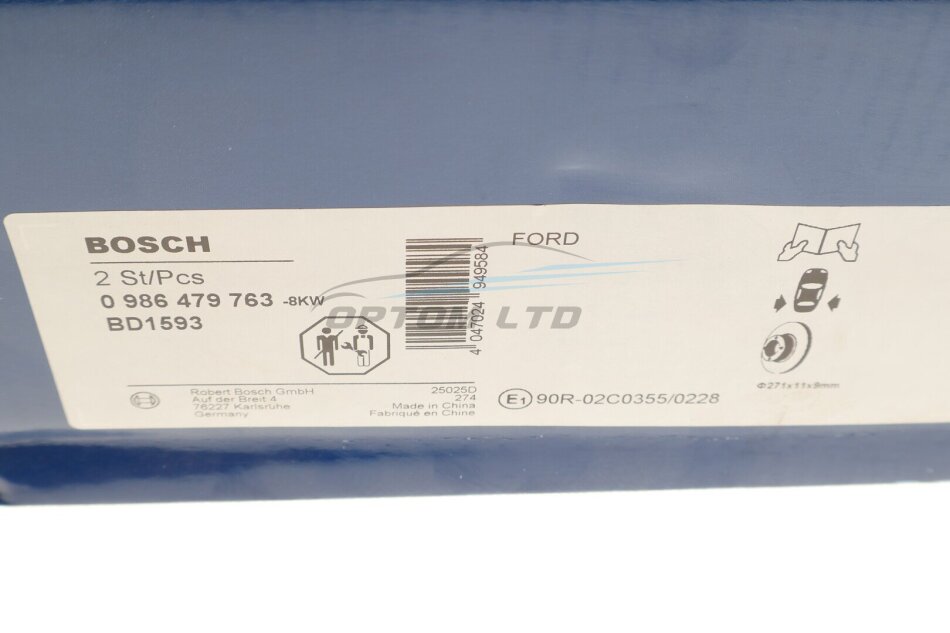 BOSCH
2 St/Pcs
0 986 479 763 -8KW
BD1593
Robert Bosch GmbH
Auf der Breit 4
76227 Karlsruhe
Germany
25025D
274
Made in China
Fabriqué en Chine
4 047024 949584
FORD
OPTOM LTD
E1 90R-02C0355/0228
Φ271x11x9mm